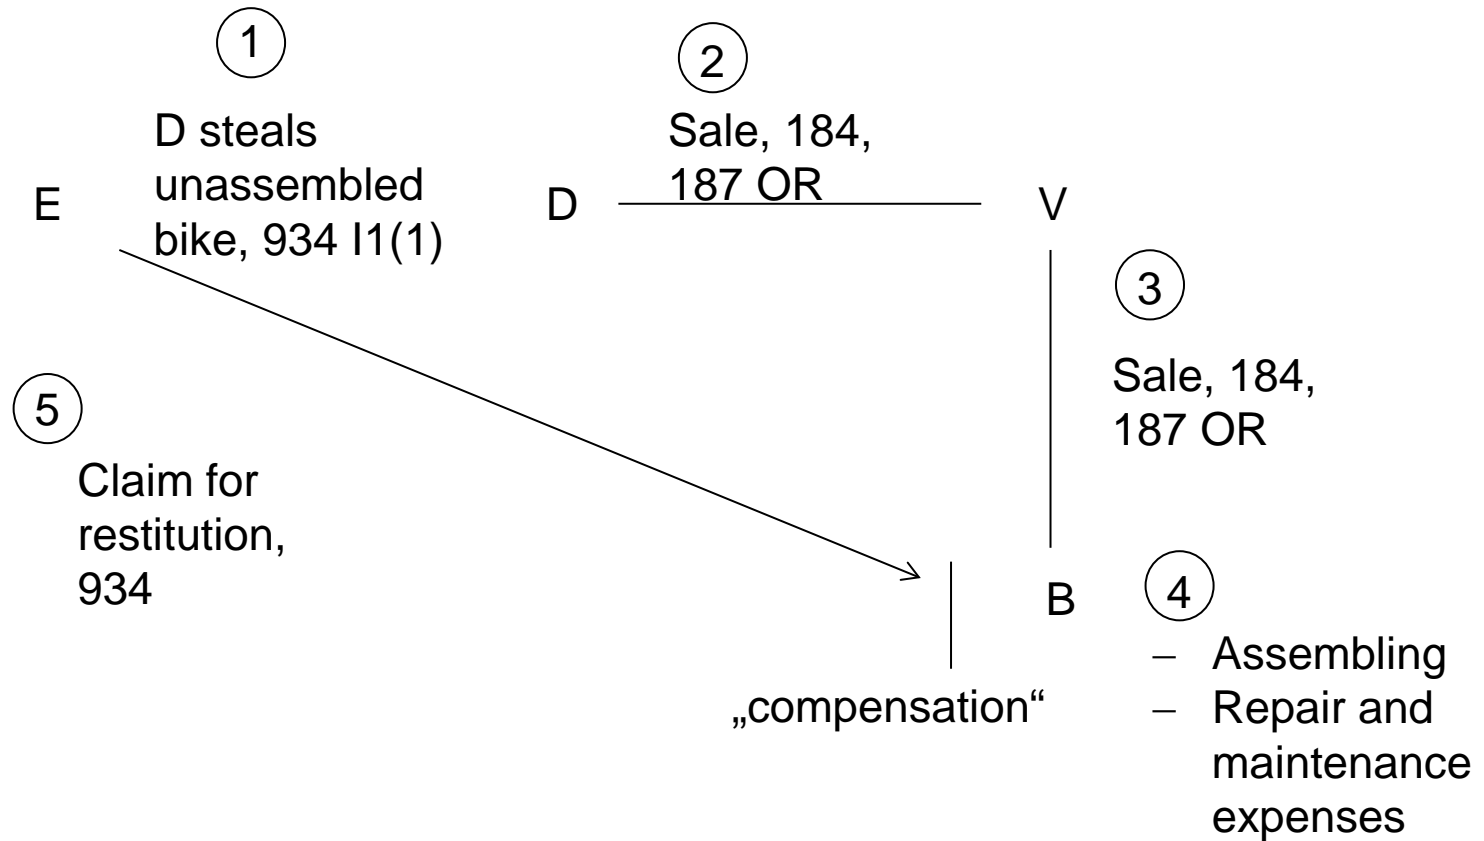 1
D steals
unassembled
bike, 934 I1(1)
2
Sale, 184,
187 OR
E
D
V
3
Sale, 184,
187 OR
5
Claim for
restitution,
934
B
4
– Assembling
– Repair and
maintenance
expenses
„compensation“